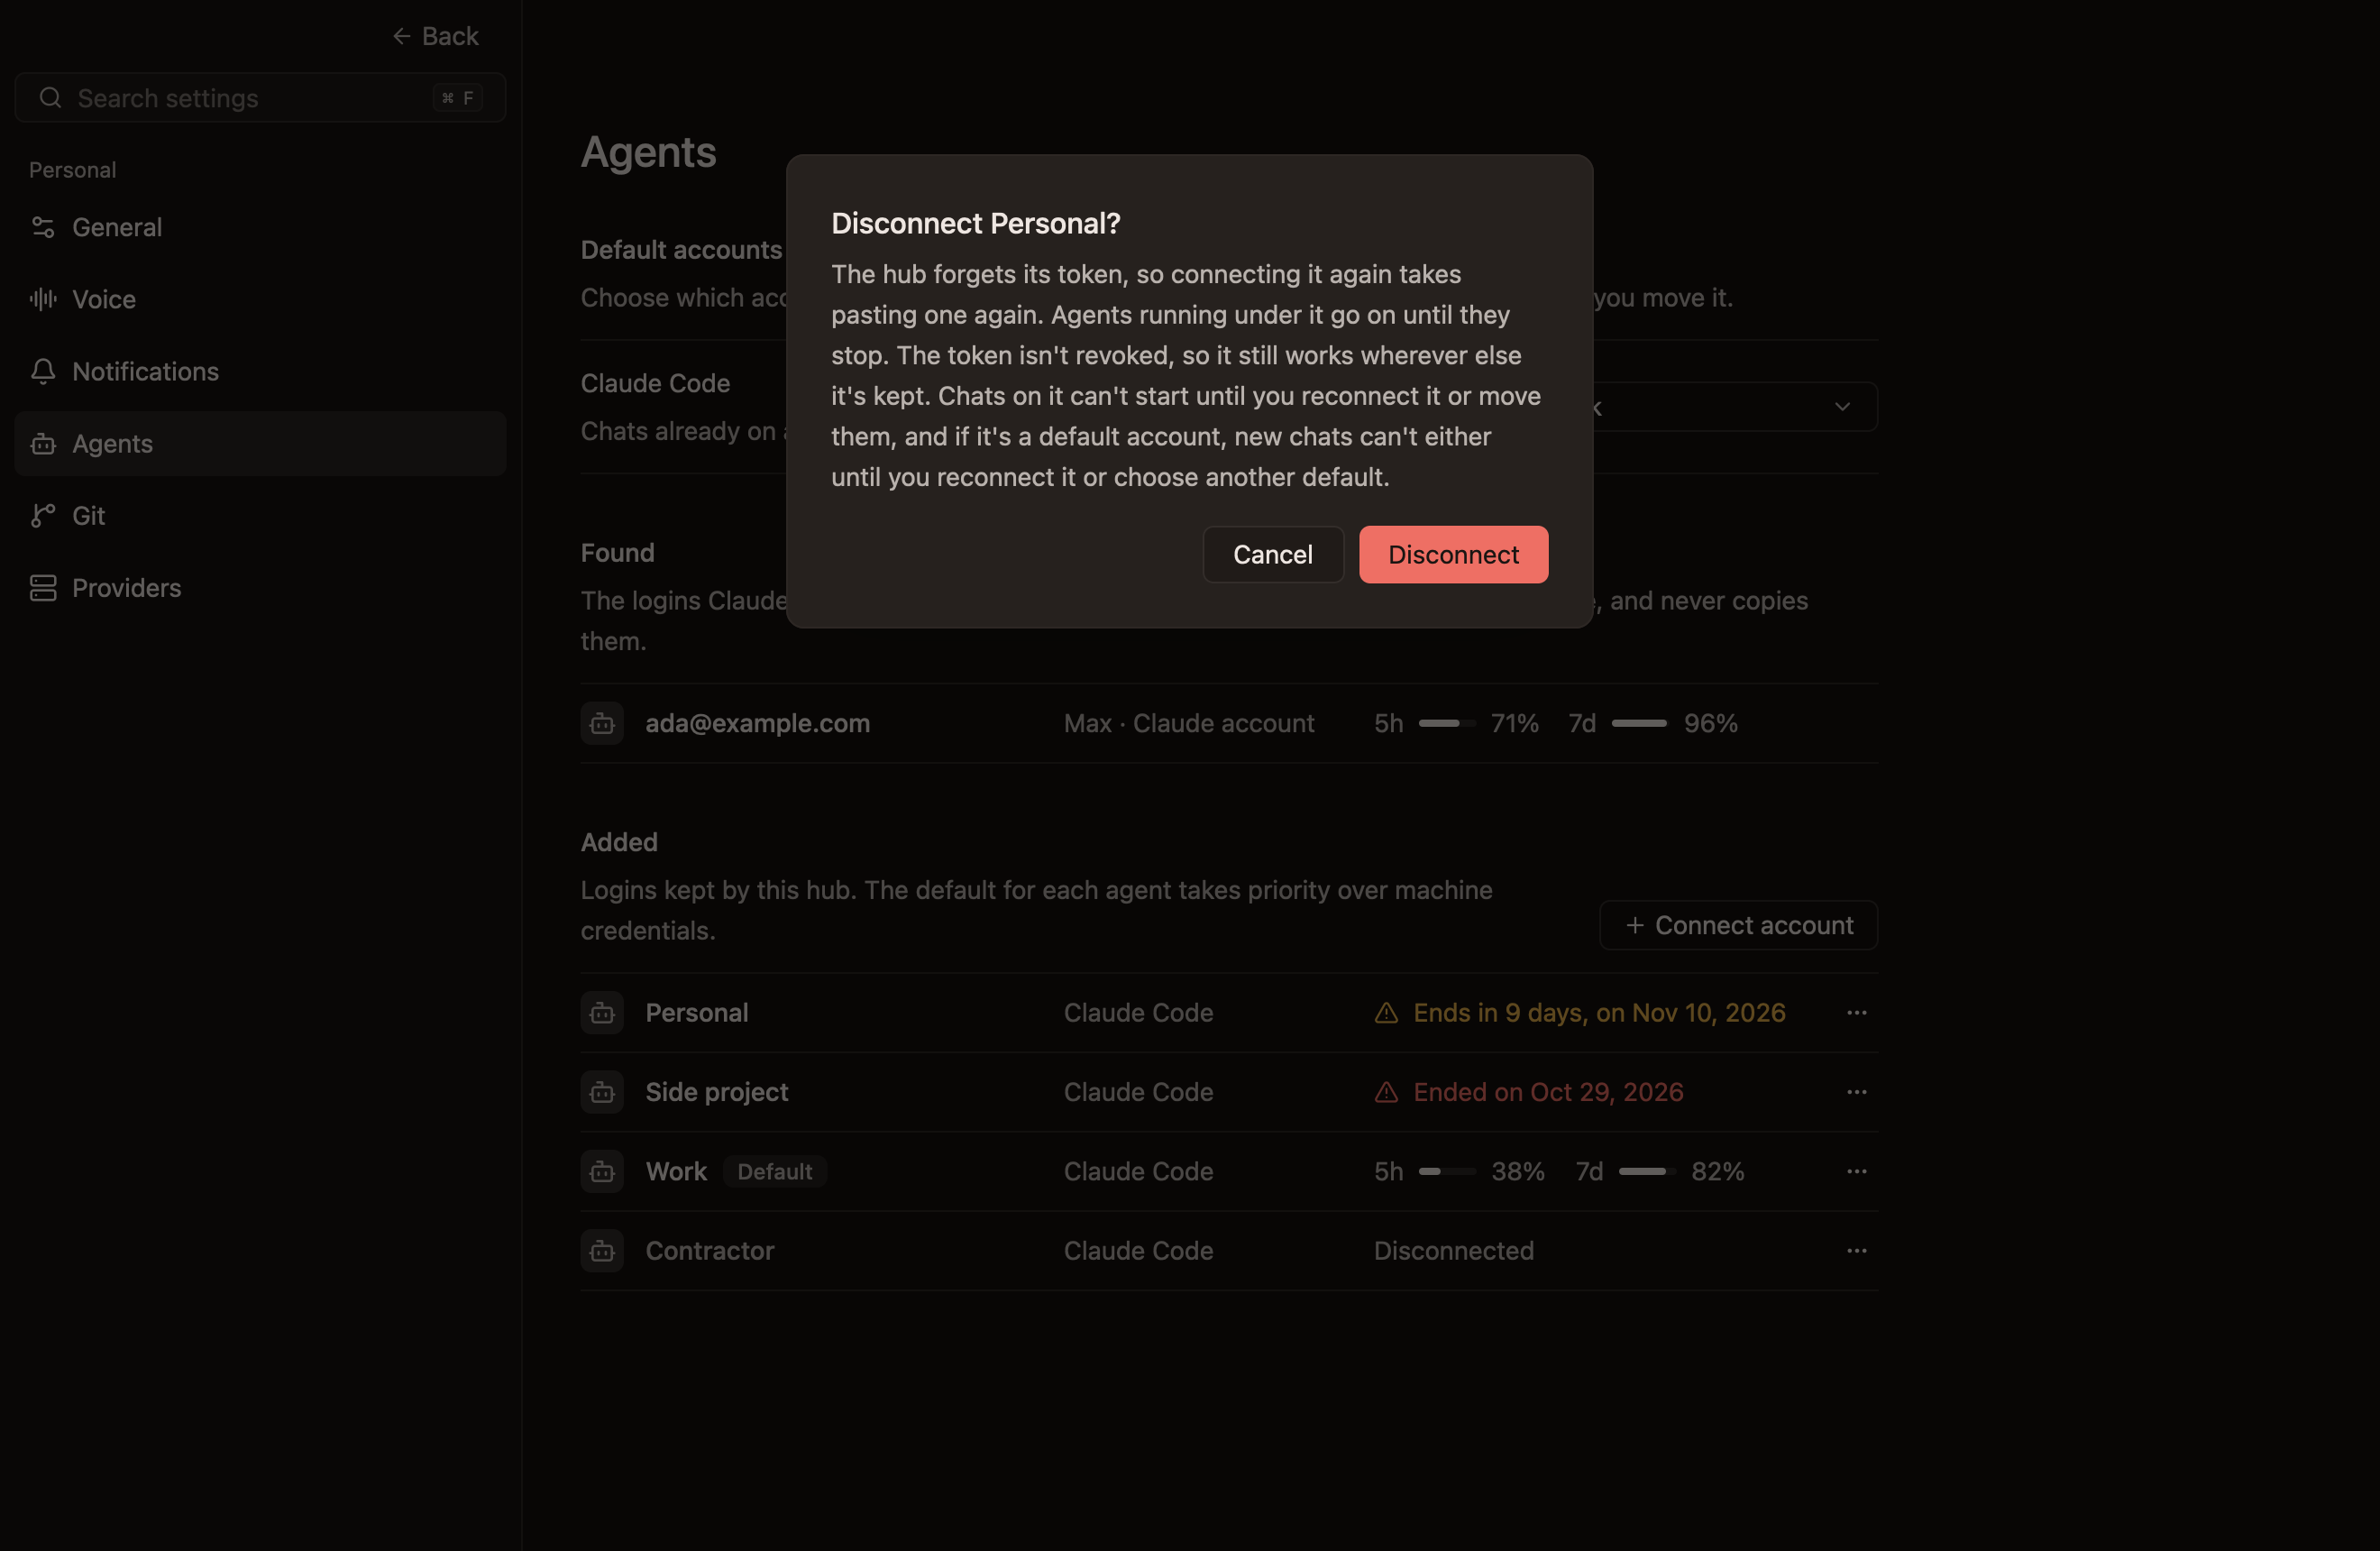 Back
Search settings
⌘ F
Personal
General
Voice
Notifications
Agents
Git
Providers
Agents
Default accounts
Choose which
you move it.
Claude Code
Chats already on
Disconnect Personal?
The hub forgets its token, so connecting it again takes
pasting one again. Agents running under it go on until they
stop. The token isn't revoked, so it still works wherever else
it's kept. Chats on it can't start until you reconnect it or move
them, and if it's a default account, new chats can't either
until you reconnect it or choose another default.
Cancel
Disconnect
Found
The logins Claude
, and never copies
them.
ada@example.com
Max · Claude account
5h 71% 7d 96%
Added
Logins kept by this hub. The default for each agent takes priority over machine
credentials.
+ Connect account
Personal
Claude Code
Ends in 9 days, on Nov 10, 2026
Side project
Claude Code
Ended on Oct 29, 2026
Work
Default
Claude Code
5h 38% 7d 82%
Contractor
Claude Code
Disconnected